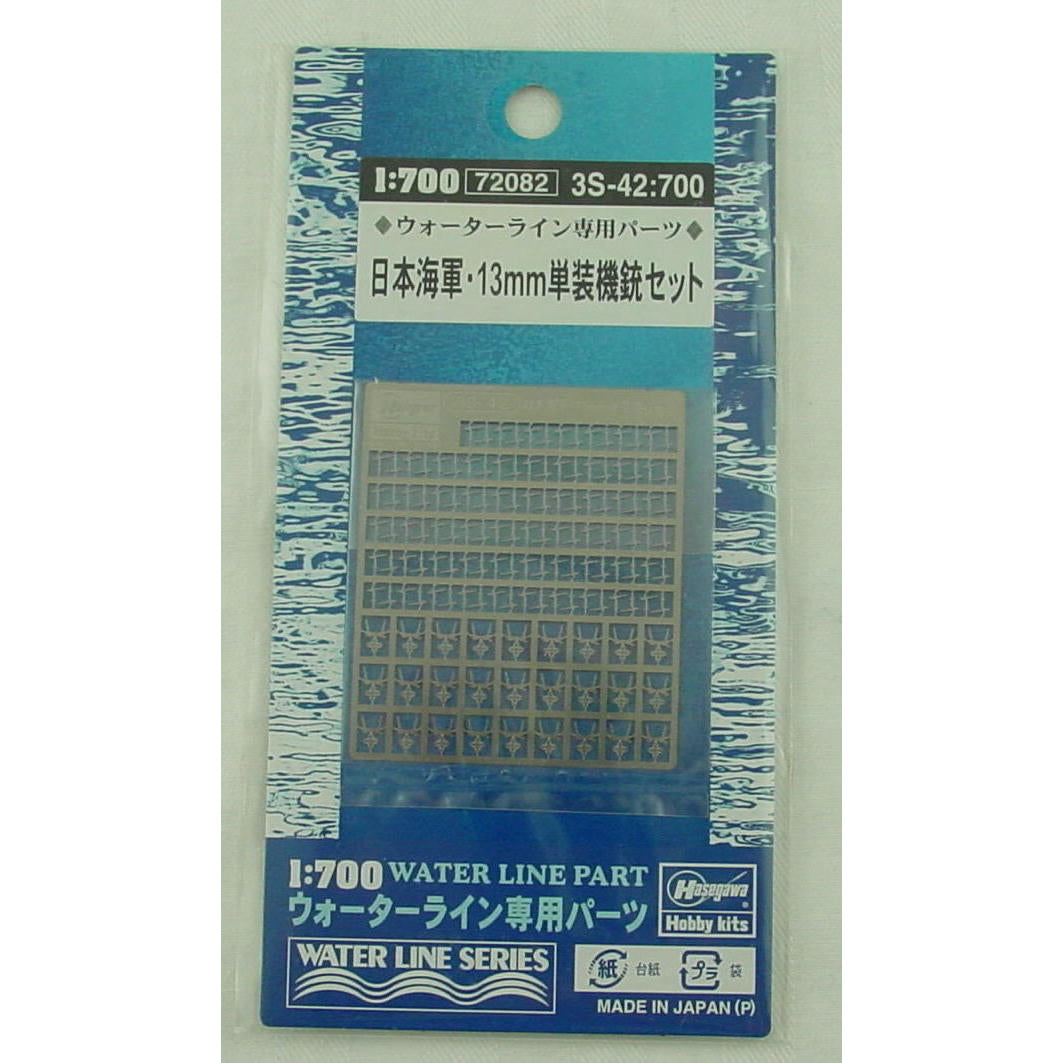 1:700 72082 3S-42:700
◆ウォーターライン専用パーツ◆
日本海軍・13mm単装機銃セット
Hasegawa
1:700 WATER LINE PART
ウォーターライン専用パーツ
Hasegawa
Hobby kits
WATER LINE SERIES
紙 台紙 プラ 袋
MADE IN JAPAN (P)